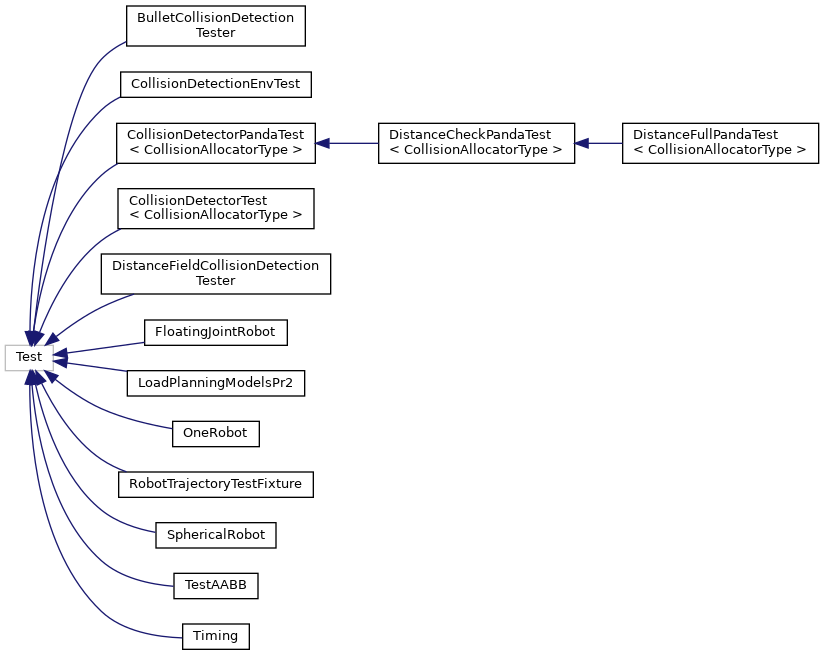 BulletCollisionDetection
Tester
CollisionDetectionEnvTest
CollisionDetectorPandaTest
< CollisionAllocatorType >
DistanceCheckPandaTest
< CollisionAllocatorType >
DistanceFullPandaTest
< CollisionAllocatorType >
CollisionDetectorTest
< CollisionAllocatorType >
DistanceFieldCollisionDetection
Tester
FloatingJointRobot
Test
LoadPlanningModelsPr2
OneRobot
RobotTrajectoryTestFixture
SphericalRobot
TestAABB
Timing